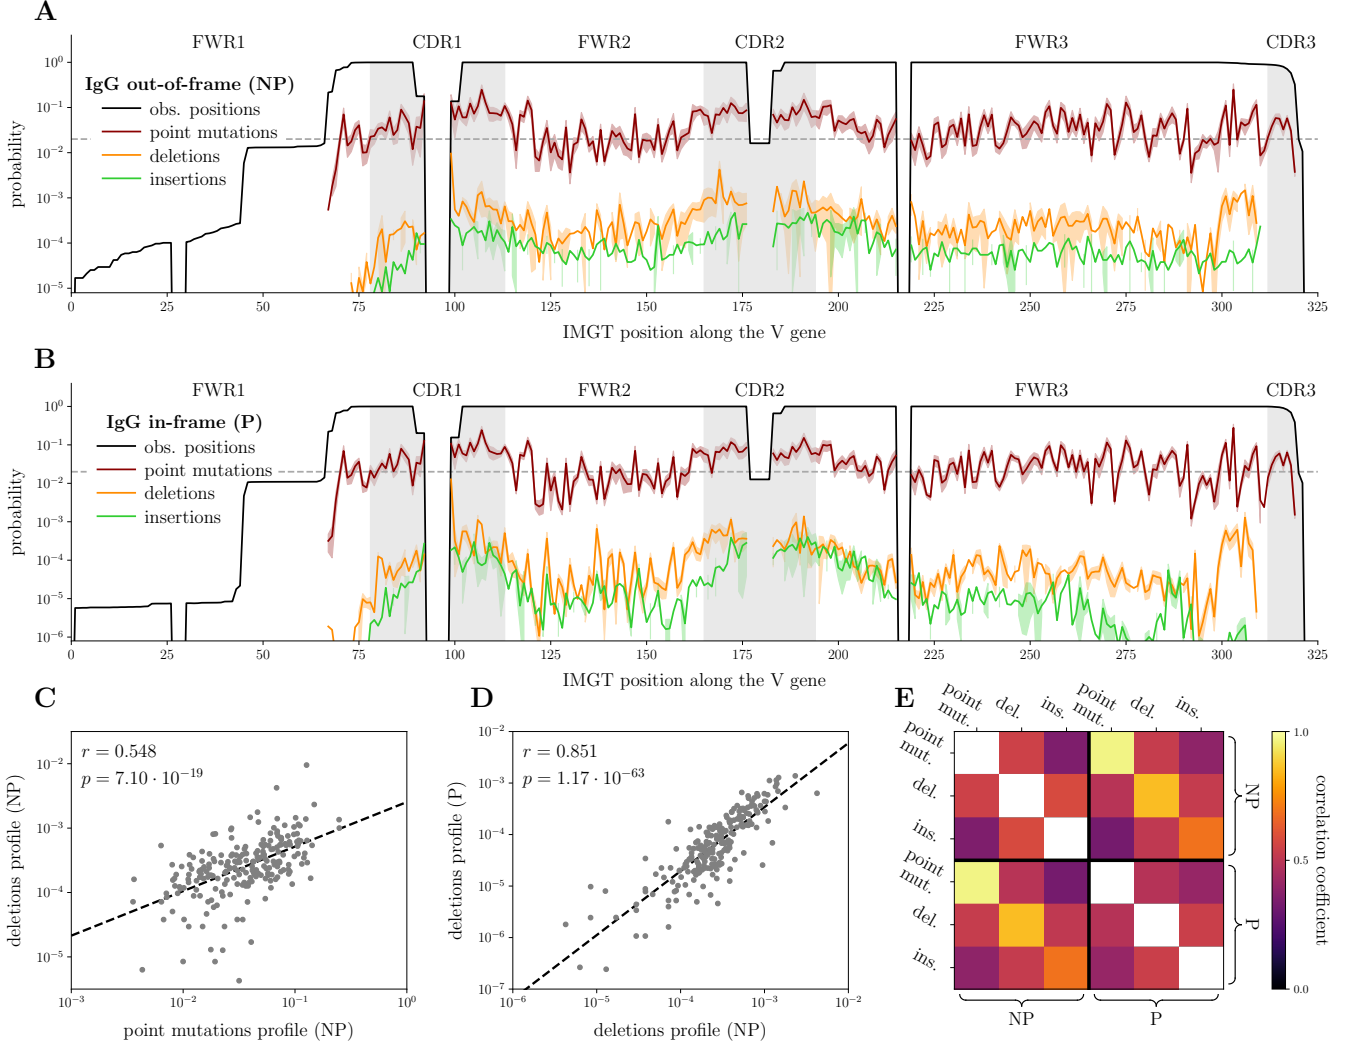 A
FWR1 CDR1 FWR2 CDR2 FWR3 CDR3
IgG out-of-frame (NP)
obs. positions
point mutations
deletions
insertions
probability
10⁰
10⁻¹
10⁻²
10⁻³
10⁻⁴
10⁻⁵
0 25 50 75 100 125 150 175 200 225 250 275 300 325
IMGT position along the V gene
B
FWR1 CDR1 FWR2 CDR2 FWR3 CDR3
IgG in-frame (P)
obs. positions
point mutations
deletions
insertions
probability
10⁰
10⁻¹
10⁻²
10⁻³
10⁻⁴
10⁻⁵
10⁻⁶
0 25 50 75 100 125 150 175 200 225 250 275 300 325
IMGT position along the V gene
C
r = 0.548
p = 7.10 · 10⁻¹⁹
deletions profile (NP)
10⁻²
10⁻³
10⁻⁴
10⁻⁵
10⁻³ 10⁻² 10⁻¹ 10⁰
point mutations profile (NP)
D
r = 0.851
p = 1.17 · 10⁻⁶³
deletions profile (P)
10⁻²
10⁻³
10⁻⁴
10⁻⁵
10⁻⁶
10⁻⁷
10⁻⁶ 10⁻⁵ 10⁻⁴ 10⁻³ 10⁻²
deletions profile (NP)
E
point mut. del. ins. point mut. del. ins.
point mut.
del.
ins.
point mut.
del.
ins.
NP
P
NP P
1.0
0.5
0.0
correlation coefficient